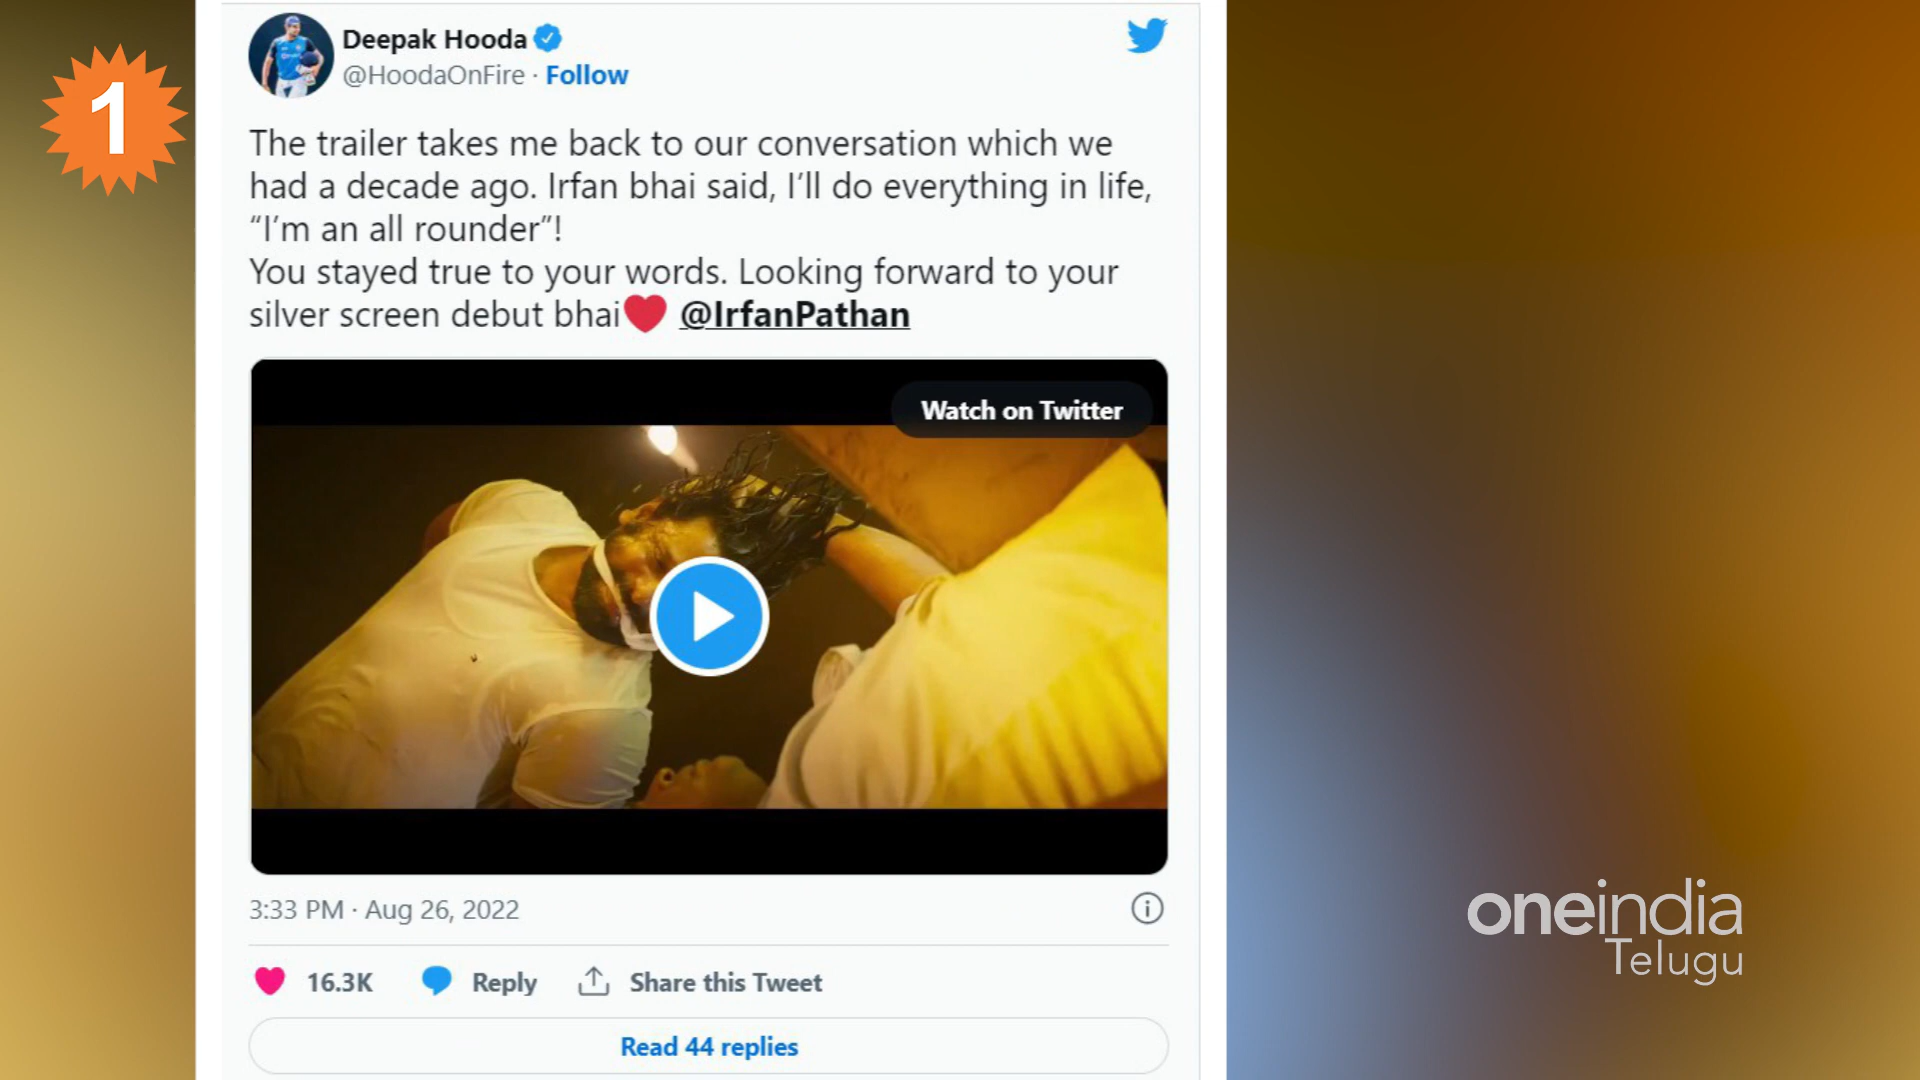 1
Deepak Hooda
@HoodaOnFire · Follow
The trailer takes me back to our conversation which we
had a decade ago. Irfan bhai said, I’ll do everything in life,
“I’m an all rounder”!
You stayed true to your words. Looking forward to your
silver screen debut bhai❤ @IrfanPathan
Watch on Twitter
3:33 PM · Aug 26, 2022
16.3K Reply Share this Tweet
Read 44 replies
oneindia
Telugu